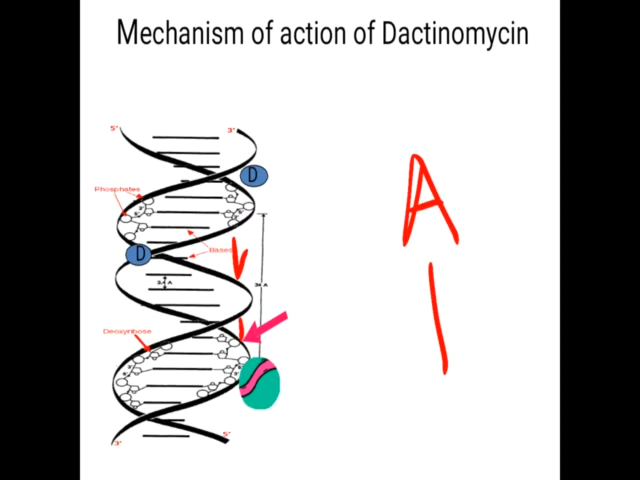 Mechanism of action of Dactinomycin
5'
3'
D
Phosphates
Bases
D
3.4 A
34 A
Deoxyribose
3'
5'
A